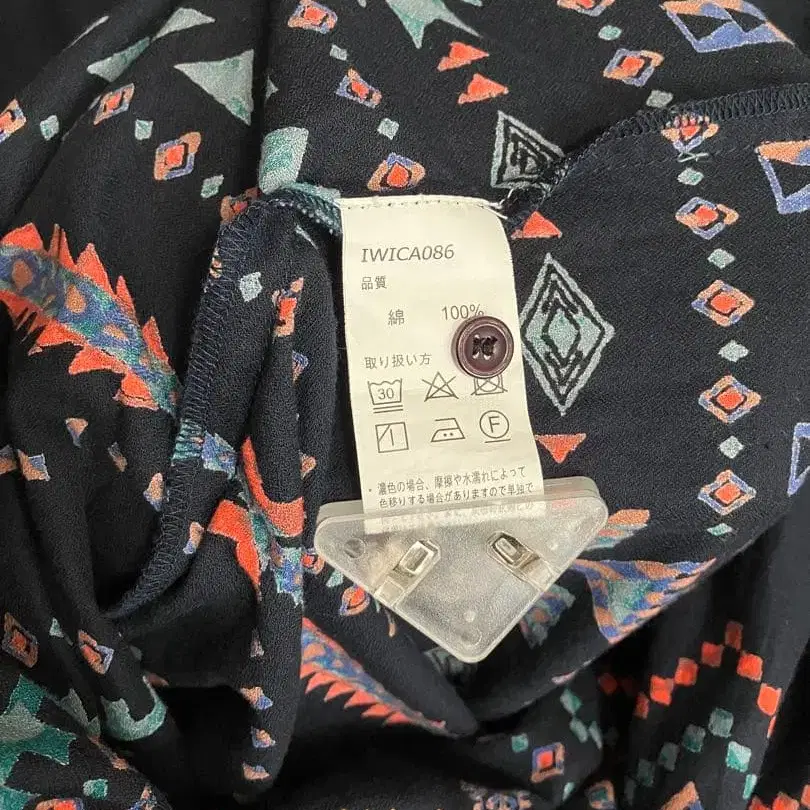 IWICA086
品質
綿 100%
取り扱い方
30
F
・濃色の場合、摩擦や水濡れによって
色移りする場合がありますので単独で